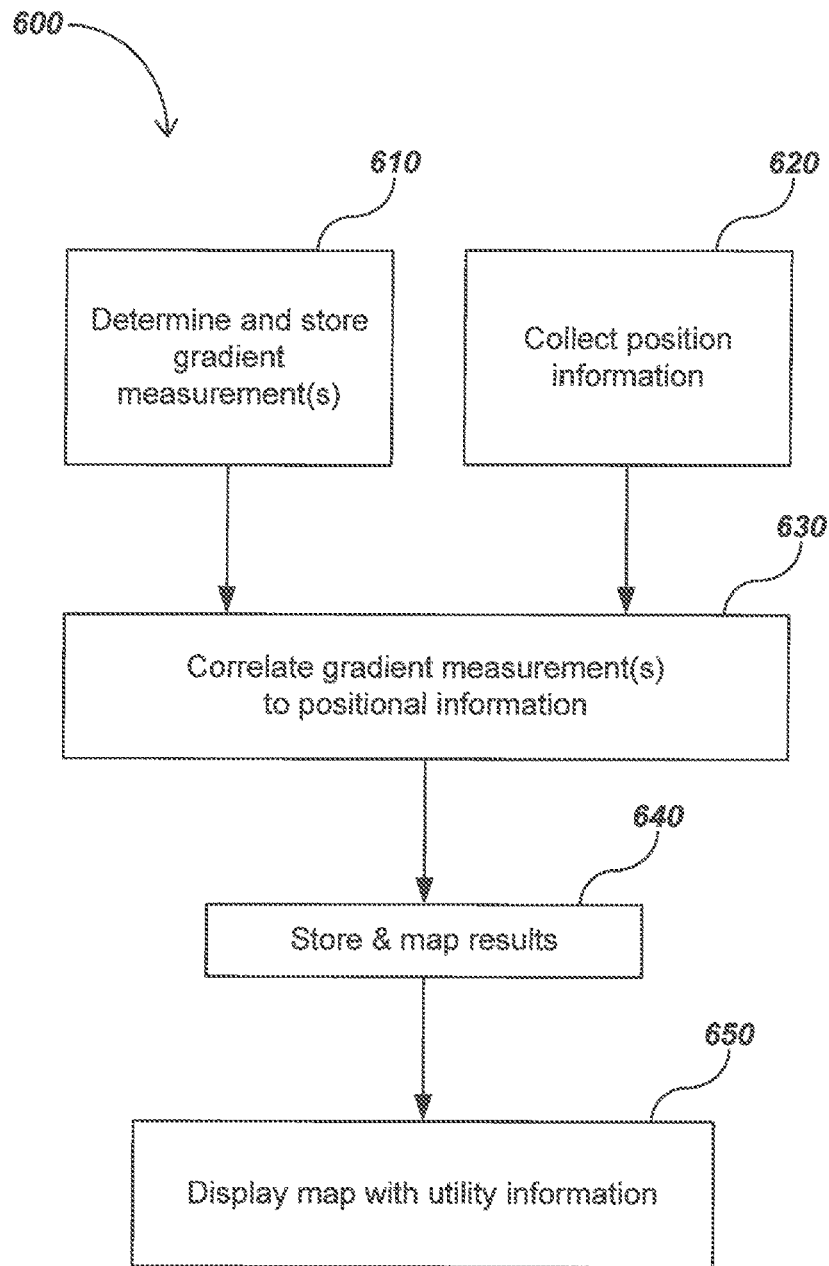 600
610
620
Determine and store
gradient
measurement(s)
Collect position
information
630
Correlate gradient measurement(s)
to positional information
640
Store & map results
650
Display map with utility information